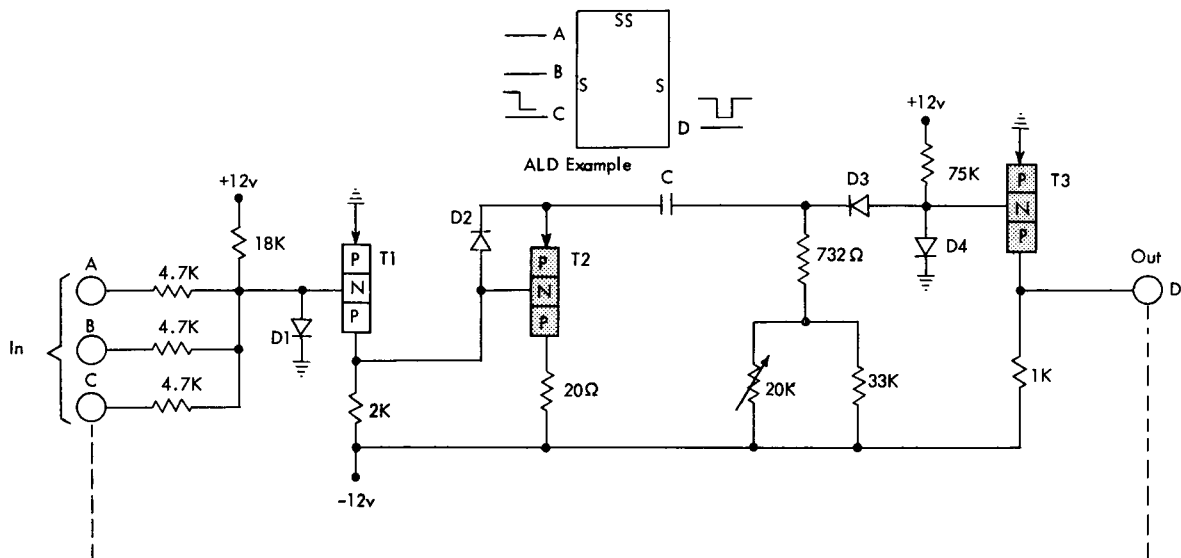 SS
A
B
S S
C
D
ALD Example
+12v
18K
A
4.7K
B
4.7K
C
4.7K
In
D1
P
N
P
T1
2K
-12v
D2
P
N
P
T2
20Ω
C
D3
732Ω
20K
33K
+12v
75K
D4
P
N
P
T3
1K
Out
D